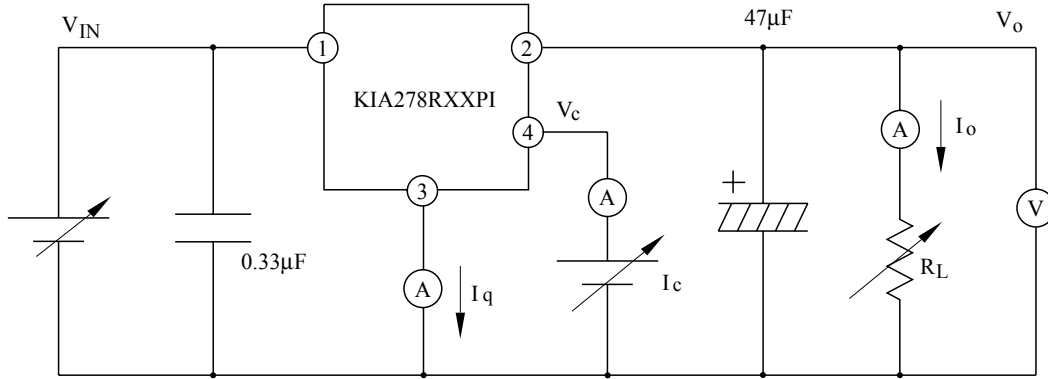 V_IN
1
2
47μF
V_o
KIA278RXXPI
V_c
4
A
I_o
3
A
+
V
0.33μF
A
I_q
I_c
R_L